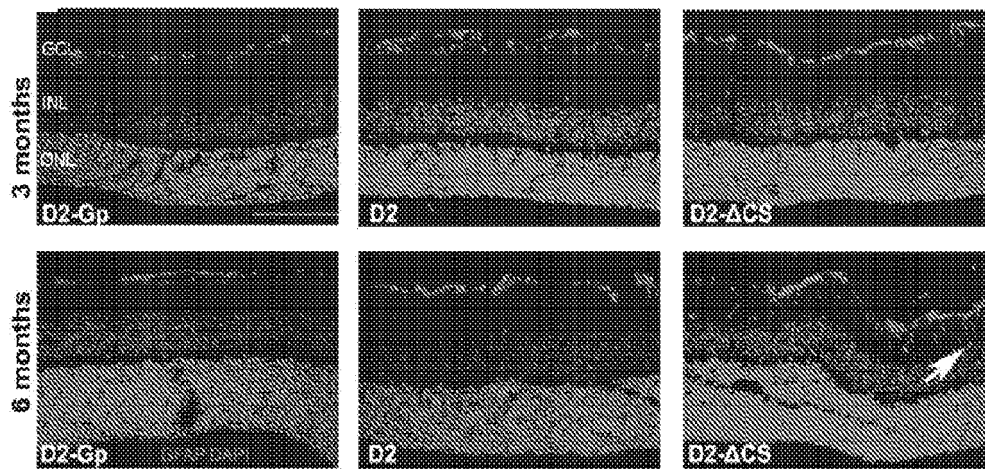 3 months
GCL
INL
ONL
D2-Gp
D2
D2-ΔCS
6 months
D2-Gp
D2
D2-ΔCS